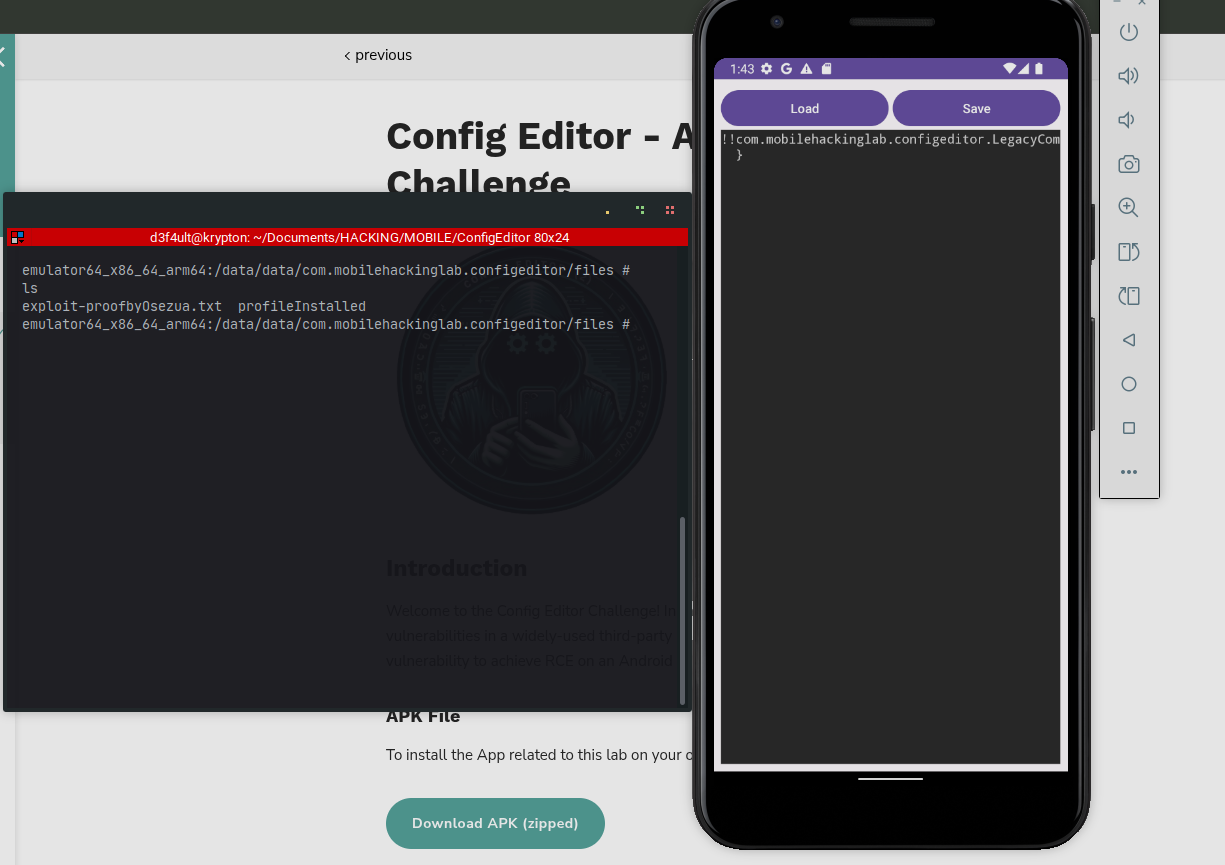 previous
Config Editor - A
Challenge
d3f4ult@krypton: ~/Documents/HACKING/MOBILE/ConfigEditor 80x24
emulator64_x86_64_arm64:/data/data/com.mobilehackinglab.configeditor/files #
ls
exploit-proofbyOsezua.txt profileInstalled
emulator64_x86_64_arm64:/data/data/com.mobilehackinglab.configeditor/files #
Introduction
Welcome to the Config Editor Challenge! In
vulnerabilities in a widely-used third-party
vulnerability to achieve RCE on an Android
APK File
To install the App related to this lab on your
Download APK (zipped)
1:43
Load
Save
!!com.mobilehackinglab.configeditor.LegacyCom
}